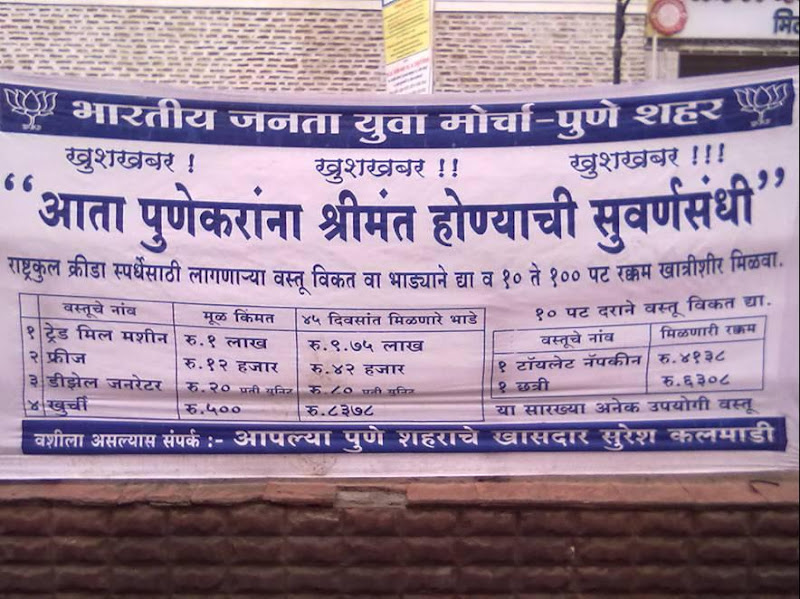 मित
भारतीय जनता युवा मोर्चा-पुणे शहर
खुशखबर ! खुशखबर !! खुशखबर !!!
“आता पुणेकरांना श्रीमंत होण्याची सुवर्णसंधी”
राष्ट्रकुल क्रीडा स्पर्धेसाठी लागणाऱ्या वस्तू विकत वा भाड्याने द्या व १० ते १०० पट रक्कम खात्रीशीर मिळवा.
वस्तूचे नांव मूळ किंमत ४५ दिवसांत मिळणारे भाडे
१ ट्रेड मिल मशीन रु.१ लाख रु.९.७५ लाख
२ फ्रीज रु.१२ हजार रु.४२ हजार
३ डीझेल जनरेटर रु.२० प्रती युनिट रु.८० प्रती युनिट
४ खुर्ची रु.५०० रु.८३७८
१० पट दराने वस्तू विकत द्या.
वस्तूचे नांव मिळणारी रक्कम
१ टॉयलेट नॅपकीन रु.४१३८
१ छत्री रु.६३०८
या सारख्या अनेक उपयोगी वस्तू
वशीला असल्यास संपर्क :- आपल्या पुणे शहराचे खासदार सुरेश कलमाडी